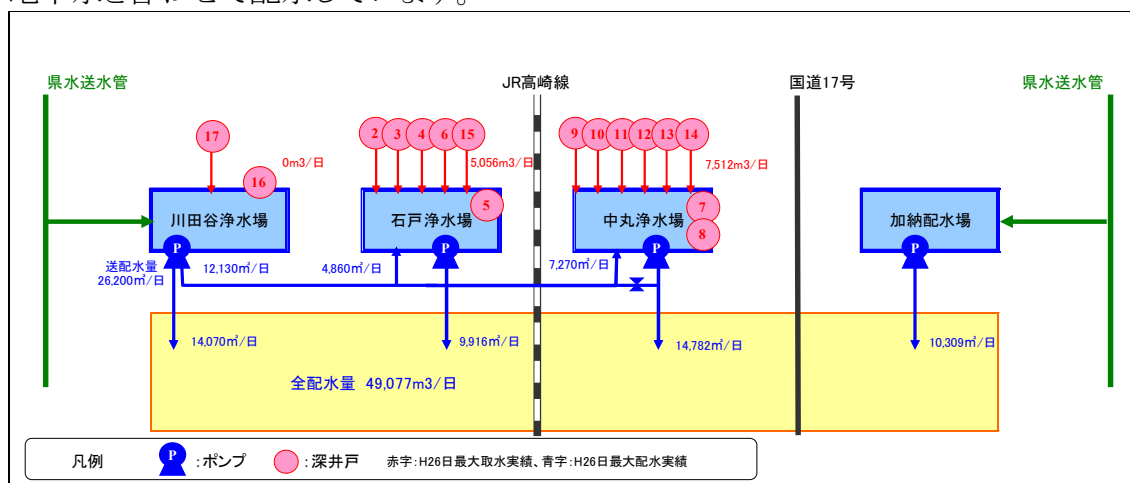 県水送水管
JR高崎線
国道17号
県水送水管
17
2
3
4
6
15
9
10
11
12
13
14
0m3/日
5,056m3/日
7,512m3/日
16
5
7
8
川田谷浄水場
石戸浄水場
中丸浄水場
加納配水場
P
P
P
P
送配水量
26,200㎥/日
12,130㎥/日
4,860㎥/日
7,270㎥/日
14,070㎥/日
9,916㎥/日
14,782㎥/日
10,309㎥/日
全配水量 49,077m3/日
凡例
P
:ポンプ
:深井戸
赤字:H26日最大取水実績、青字:H26日最大配水実績